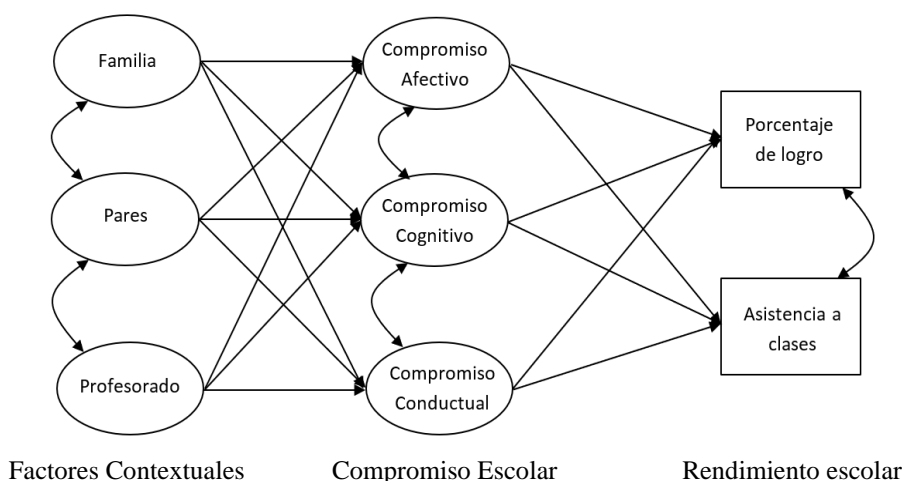 Familia
Pares
Profesorado
Compromiso
Afectivo
Compromiso
Cognitivo
Compromiso
Conductual
Porcentaje
de logro
Asistencia a
clases
Factores Contextuales
Compromiso Escolar
Rendimiento escolar